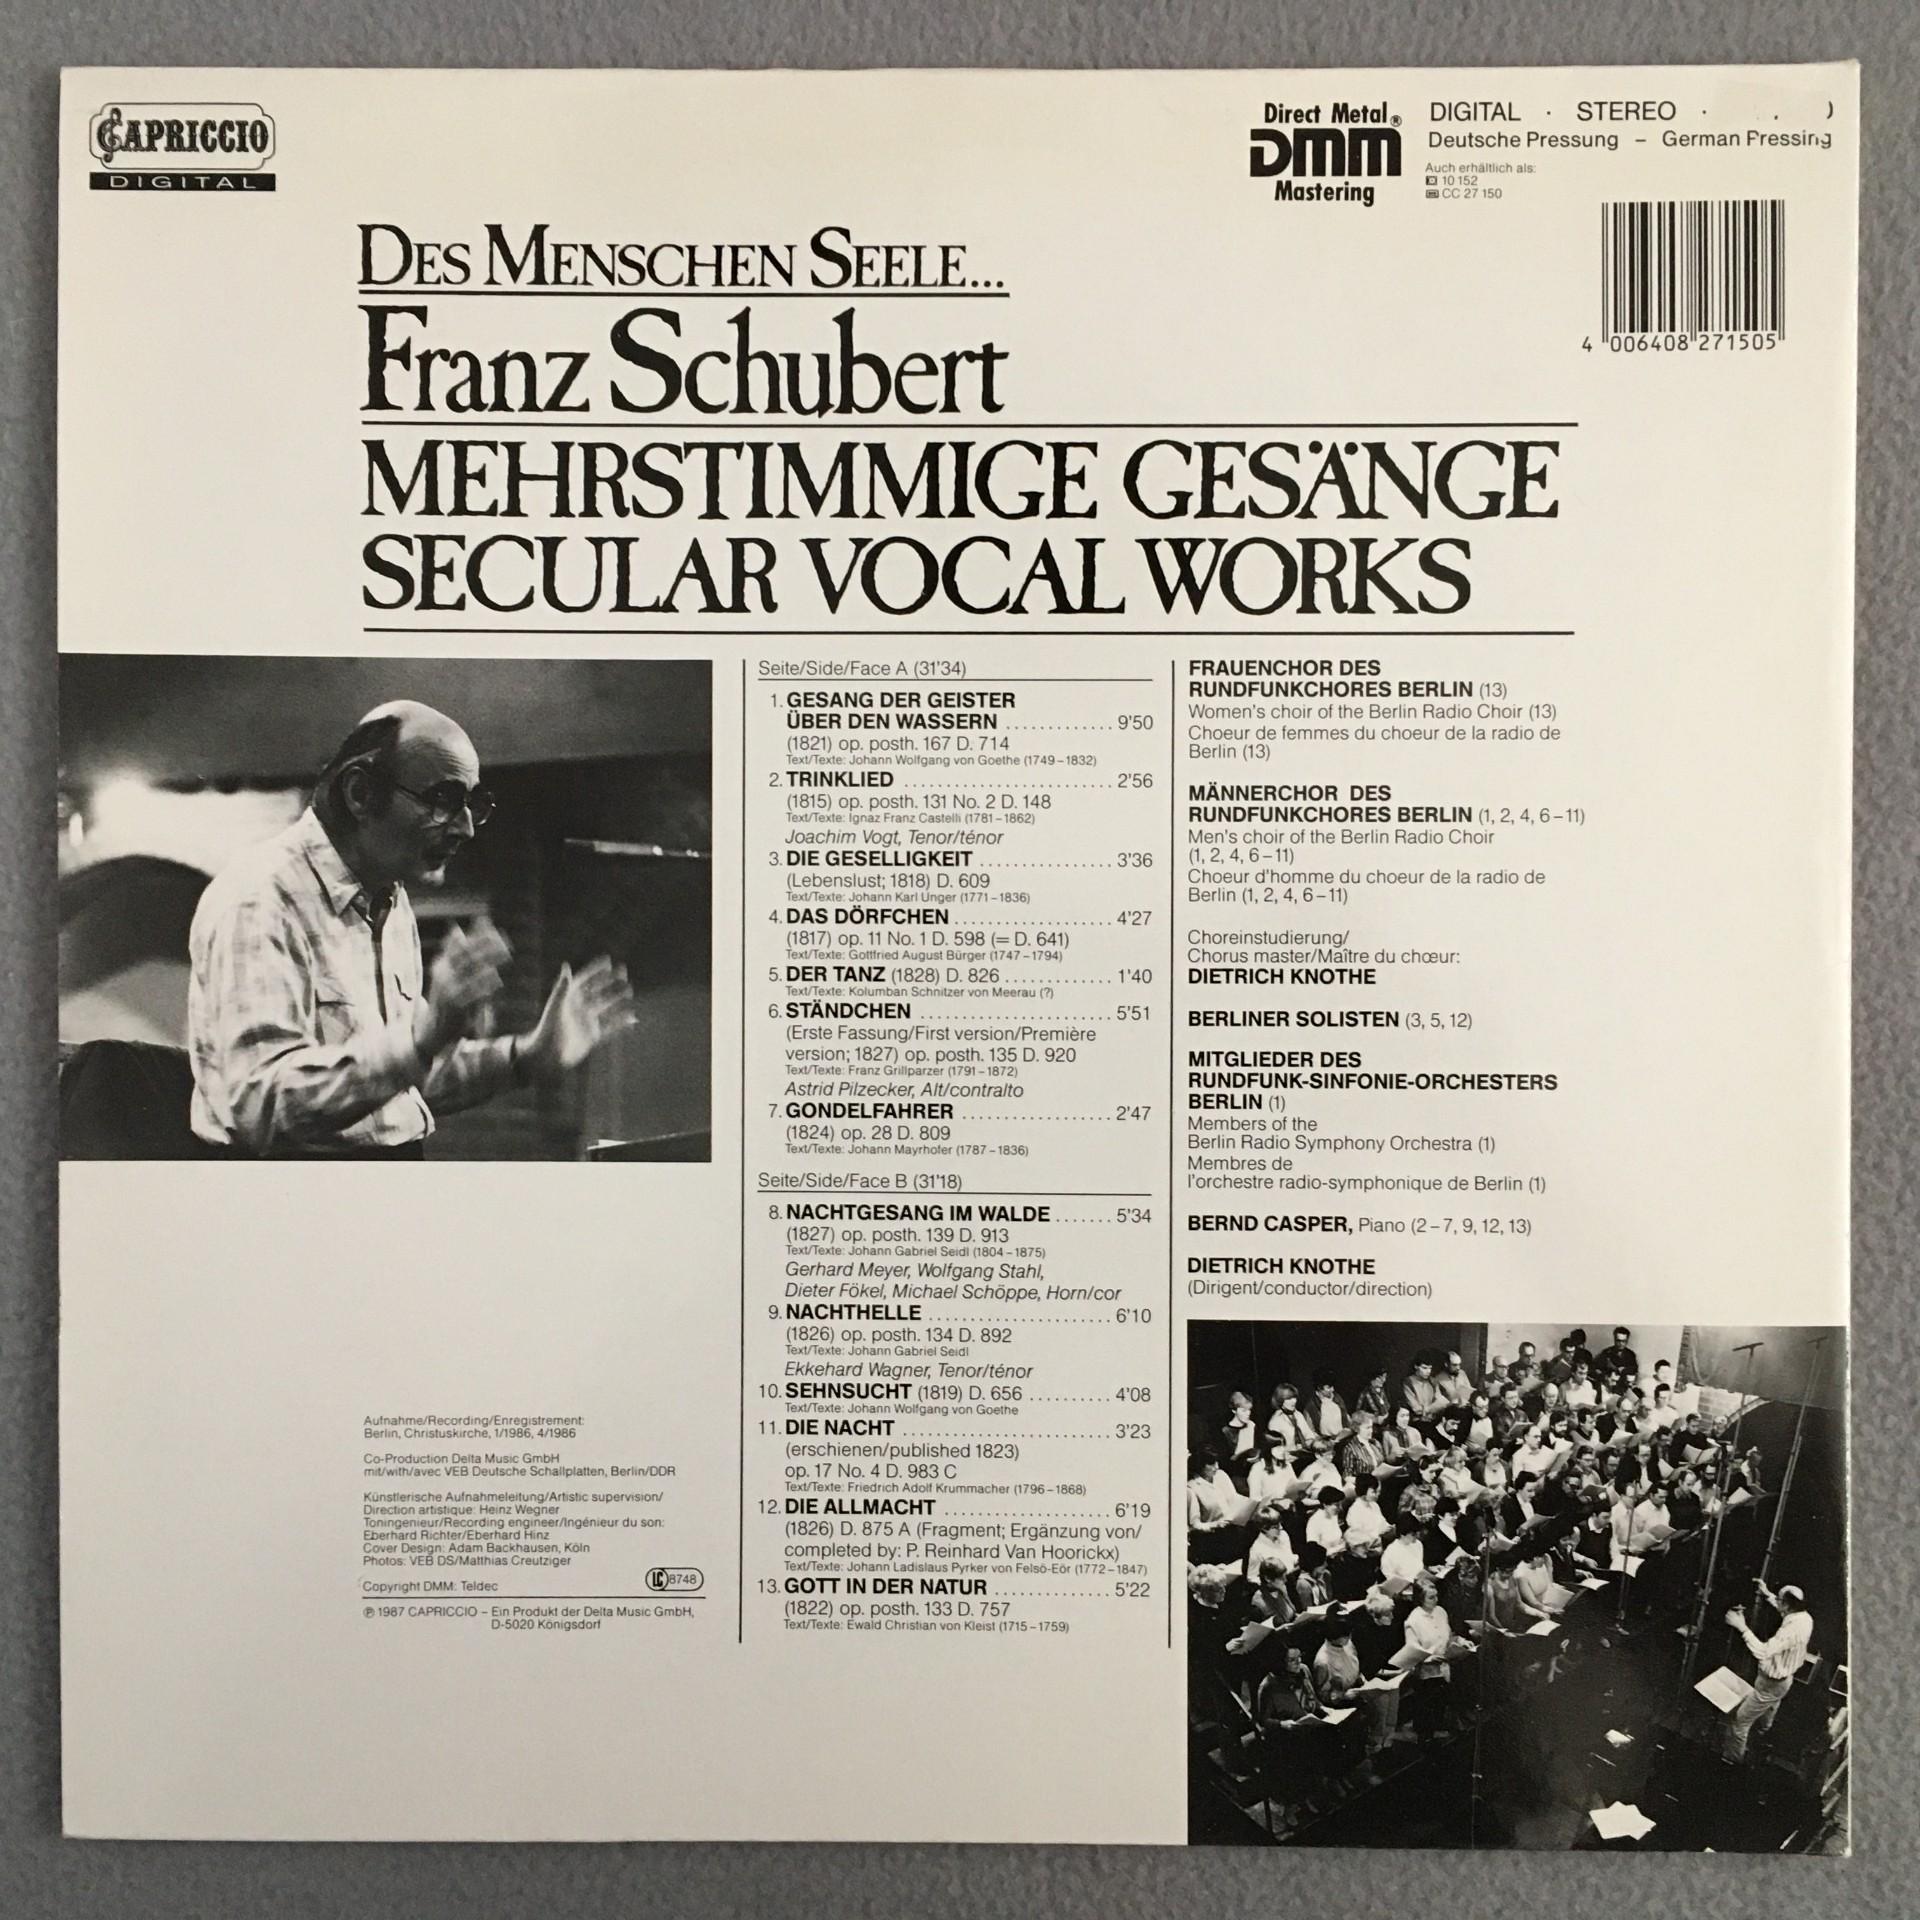 CAPRICCIO
DIGITAL
Direct Metal®
DMM
Mastering
DIGITAL · STEREO ·
Deutsche Pressung – German Pressing
Auch erhältlich als:
10 152
CC 27 150
4 006408 271505
DES MENSCHEN SEELE...
Franz Schubert
MEHRSTIMMIGE GESÄNGE
SECULAR VOCAL WORKS
Seite/Side/Face A (31'34)
1. GESANG DER GEISTER
ÜBER DEN WASSERN ............. 9'50
(1821) op. posth. 167 D. 714
Text/Texte: Johann Wolfgang von Goethe (1749–1832)
2. TRINKLIED ......................... 2'56
(1815) op. posth. 131 No. 2 D. 148
Text/Texte: Ignaz Franz Castelli (1781–1862)
Joachim Vogt, Tenor/ténor
3. DIE GESELLIGKEIT ................ 3'36
(Lebenslust; 1818) D. 609
Text/Texte: Johann Karl Unger (1771–1836)
4. DAS DÖRFCHEN ................... 4'27
(1817) op. 11 No. 1 D. 598 (= D. 641)
Text/Texte: Gottfried August Bürger (1747–1794)
5. DER TANZ (1828) D. 826 ............. 1'40
Text/Texte: Kolumban Schnitzer von Meerau (?)
6. STÄNDCHEN ....................... 5'51
(Erste Fassung/First version/Première
version; 1827) op. posth. 135 D. 920
Text/Texte: Franz Grillparzer (1791–1872)
Astrid Pilzecker, Alt/contralto
7. GONDELFAHRER .................. 2'47
(1824) op. 28 D. 809
Text/Texte: Johann Mayrhofer (1787–1836)
Seite/Side/Face B (31'18)
8. NACHTGESANG IM WALDE ....... 5'34
(1827) op. posth. 139 D. 913
Text/Texte: Johann Gabriel Seidl (1804–1875)
Gerhard Meyer, Wolfgang Stahl,
Dieter Fökel, Michael Schöppe, Horn/cor
9. NACHTHELLE ...................... 6'10
(1826) op. posth. 134 D. 892
Text/Texte: Johann Gabriel Seidl
Ekkehard Wagner, Tenor/ténor
10. SEHNSUCHT (1819) D. 656 .......... 4'08
Text/Texte: Johann Wolfgang von Goethe
11. DIE NACHT ......................... 3'23
(erschienen/published 1823)
op. 17 No. 4 D. 983 C
Text/Texte: Friedrich Adolf Krummacher (1796–1868)
12. DIE ALLMACHT .................... 6'19
(1826) D. 875 A (Fragment; Ergänzung von/
completed by: P. Reinhard Van Hoorickx)
Text/Texte: Johann Ladislaus Pyrker von Felsö-Eör (1772–1847)
13. GOTT IN DER NATUR .............. 5'22
(1822) op. posth. 133 D. 757
Text/Texte: Ewald Christian von Kleist (1715–1759)
FRAUENCHOR DES
RUNDFUNKCHORES BERLIN (13)
Women's choir of the Berlin Radio Choir (13)
Choeur de femmes du choeur de la radio de
Berlin (13)
MÄNNERCHOR DES
RUNDFUNKCHORES BERLIN (1, 2, 4, 6–11)
Men's choir of the Berlin Radio Choir
(1, 2, 4, 6–11)
Choeur d'homme du choeur de la radio de
Berlin (1, 2, 4, 6–11)
Choreinstudierung/
Chorus master/Maître du chœur:
DIETRICH KNOTHE
BERLINER SOLISTEN (3, 5, 12)
MITGLIEDER DES
RUNDFUNK-SINFONIE-ORCHESTERS
BERLIN (1)
Members of the
Berlin Radio Symphony Orchestra (1)
Membres de
l'orchestre radio-symphonique de Berlin (1)
BERND CASPER, Piano (2–7, 9, 12, 13)
DIETRICH KNOTHE
(Dirigent/conductor/direction)
Aufnahme/Recording/Enregistrement:
Berlin, Christuskirche, 1/1986, 4/1986
Co-Production Delta Music GmbH
mit/with/avec VEB Deutsche Schallplatten, Berlin/DDR
Künstlerische Aufnahmeleitung/Artistic supervision/
Direction artistique: Heinz Wegner
Toningenieur/Recording engineer/Ingénieur du son:
Eberhard Richter/Eberhard Hinz
Cover Design: Adam Backhausen, Köln
Photos: VEB DS/Matthias Creutziger
Copyright DMM: Teldec
LC 8748
℗ 1987 CAPRICCIO – Ein Produkt der Delta Music GmbH,
D-5020 Königsdorf